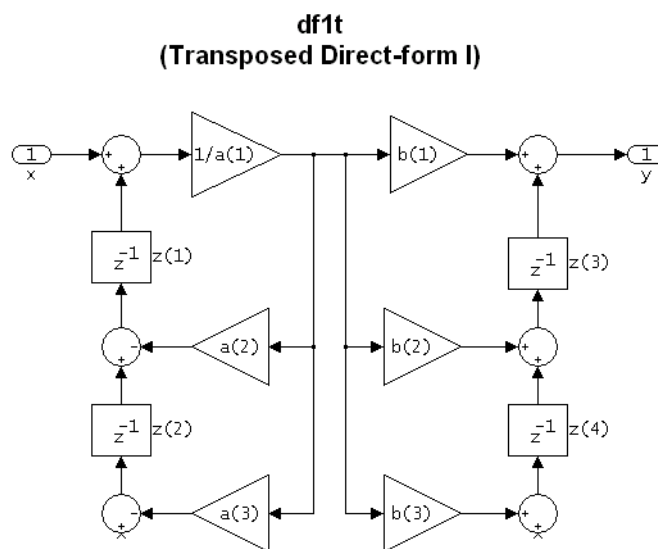 df1t
(Transposed Direct-form I)
1
x
+
+
1/a(1)
b(1)
+
+
1
y
z-1
z(1)
z-1
z(3)
-
+
a(2)
b(2)
+
+
z-1
z(2)
z-1
z(4)
-
+
a(3)
b(3)
+
+